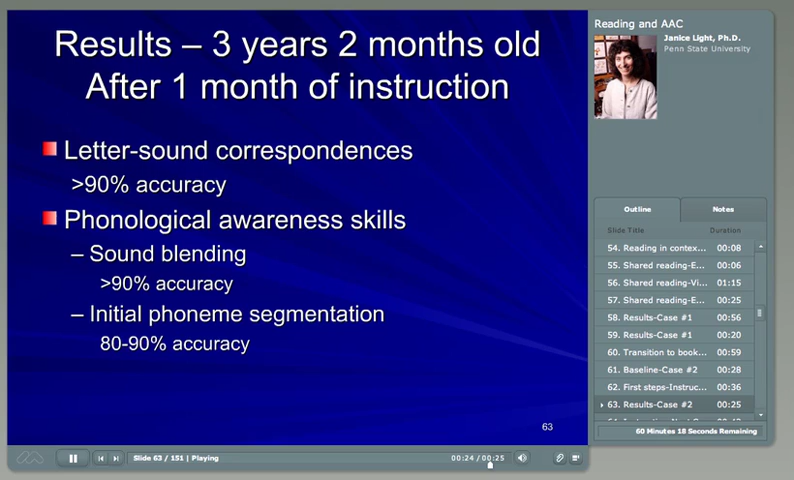 Results – 3 years 2 months old
After 1 month of instruction
Letter-sound correspondences
>90% accuracy
Phonological awareness skills
– Sound blending
>90% accuracy
– Initial phoneme segmentation
80-90% accuracy
63
Reading and AAC
Janice Light, Ph.D.
Penn State University
Outline
Notes
Slide Title Duration
54. Reading in contex... 00:08
55. Shared reading-E... 00:06
56. Shared reading-Vi... 01:15
57. Shared reading-E... 00:25
58. Results-Case #1 00:56
59. Results-Case #1 00:20
60. Transition to book... 00:59
61. Baseline-Case #2 00:28
62. First steps-Instruc... 00:36
63. Results-Case #2 00:25
60 Minutes 18 Seconds Remaining
Slide 63 / 151 | Playing
00:24 / 00:25